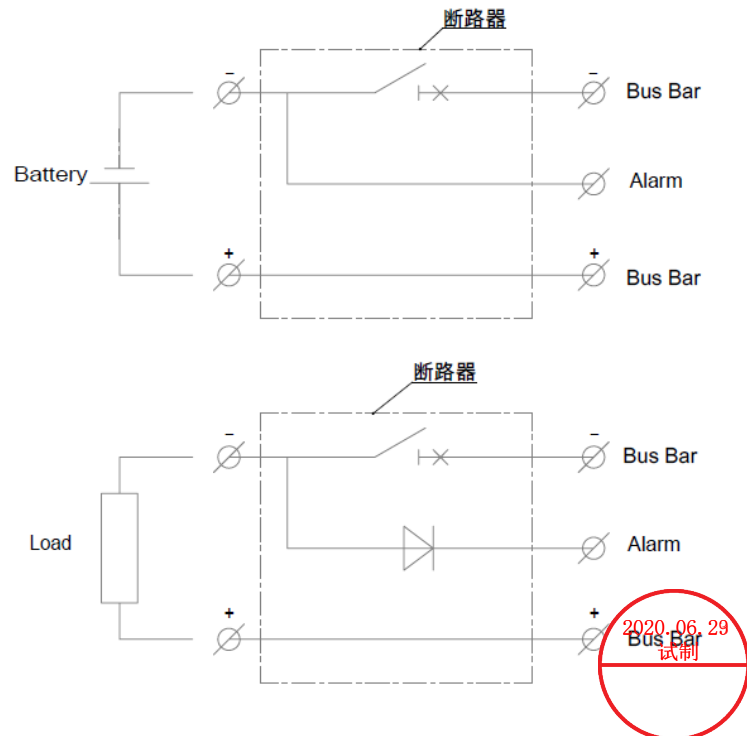 断路器
-
-
Bus Bar
Battery
Alarm
+
+
Bus Bar
断路器
-
-
Bus Bar
Load
Alarm
+
+
Bus Bar
2020.06.29
试制